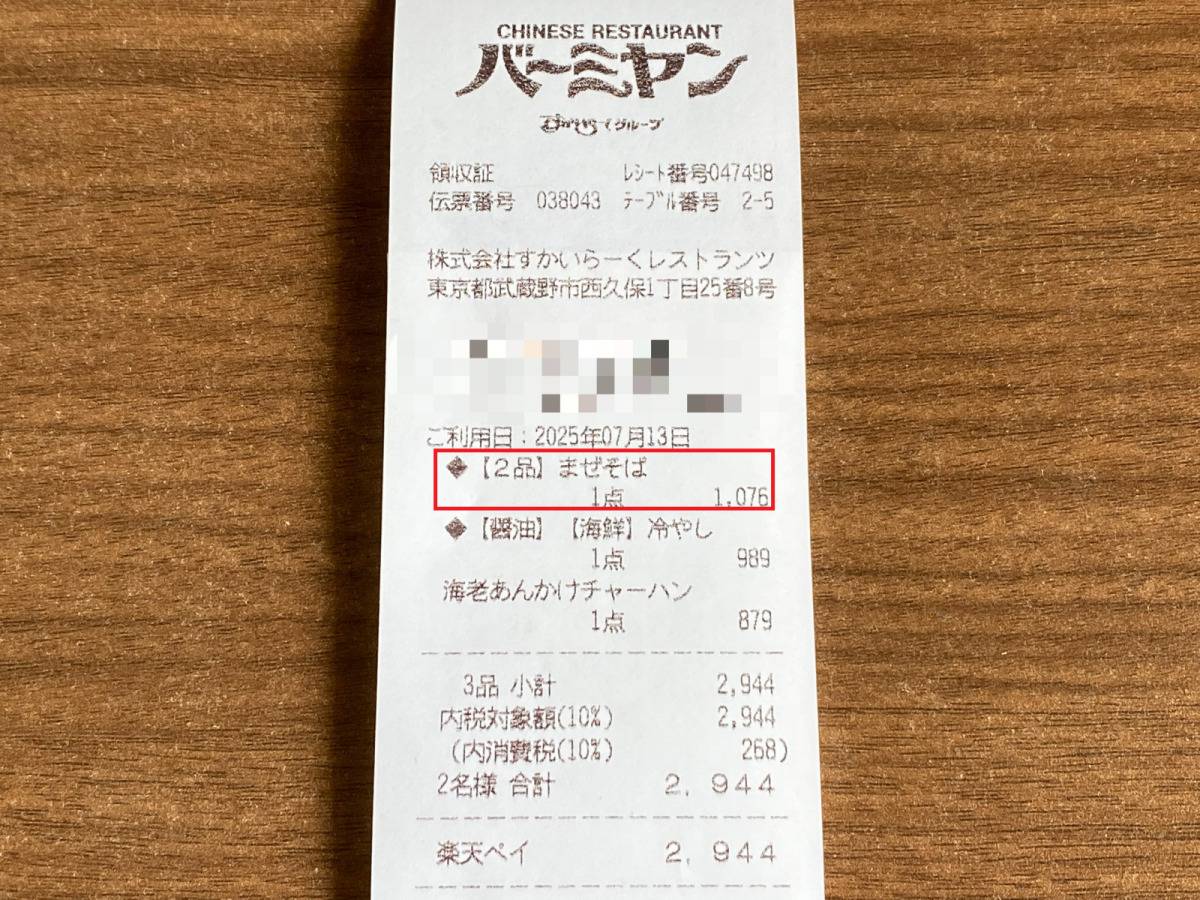 CHINESE RESTAURANT
バーミヤン
すかいらーくグループ
領収証 レシート番号047498
伝票番号 038043 テーブル番号 2-5
株式会社すかいらーくレストランツ
東京都武蔵野市西久保1丁目25番8号
ご利用日:2025年07月13日
◆【2品】まぜそば
1点 1,076
◆【醤油】【海鮮】冷やし
1点 989
海老あんかけチャーハン
1点 879
3品 小計 2,944
内税対象額(10%) 2,944
(内消費税(10%) 268)
2名様 合計 2,944
楽天ペイ 2,944